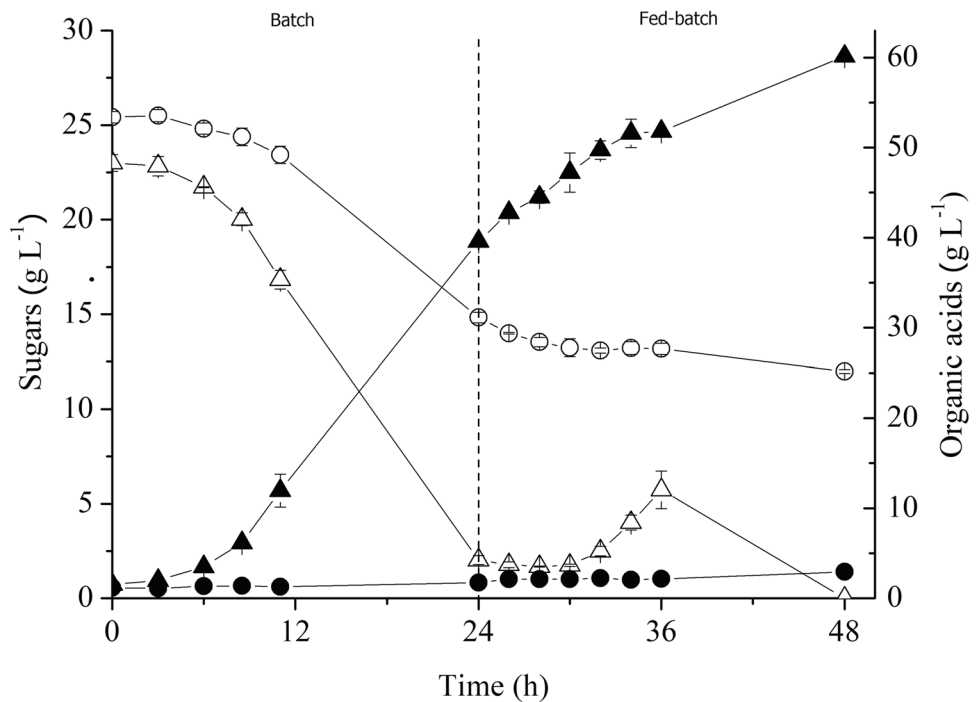 Batch Fed-batch
30
25
20
15
10
5
0
60
50
40
30
20
10
0
Sugars (g L⁻¹)
Organic acids (g L⁻¹)
0 12 24 36 48
Time (h)